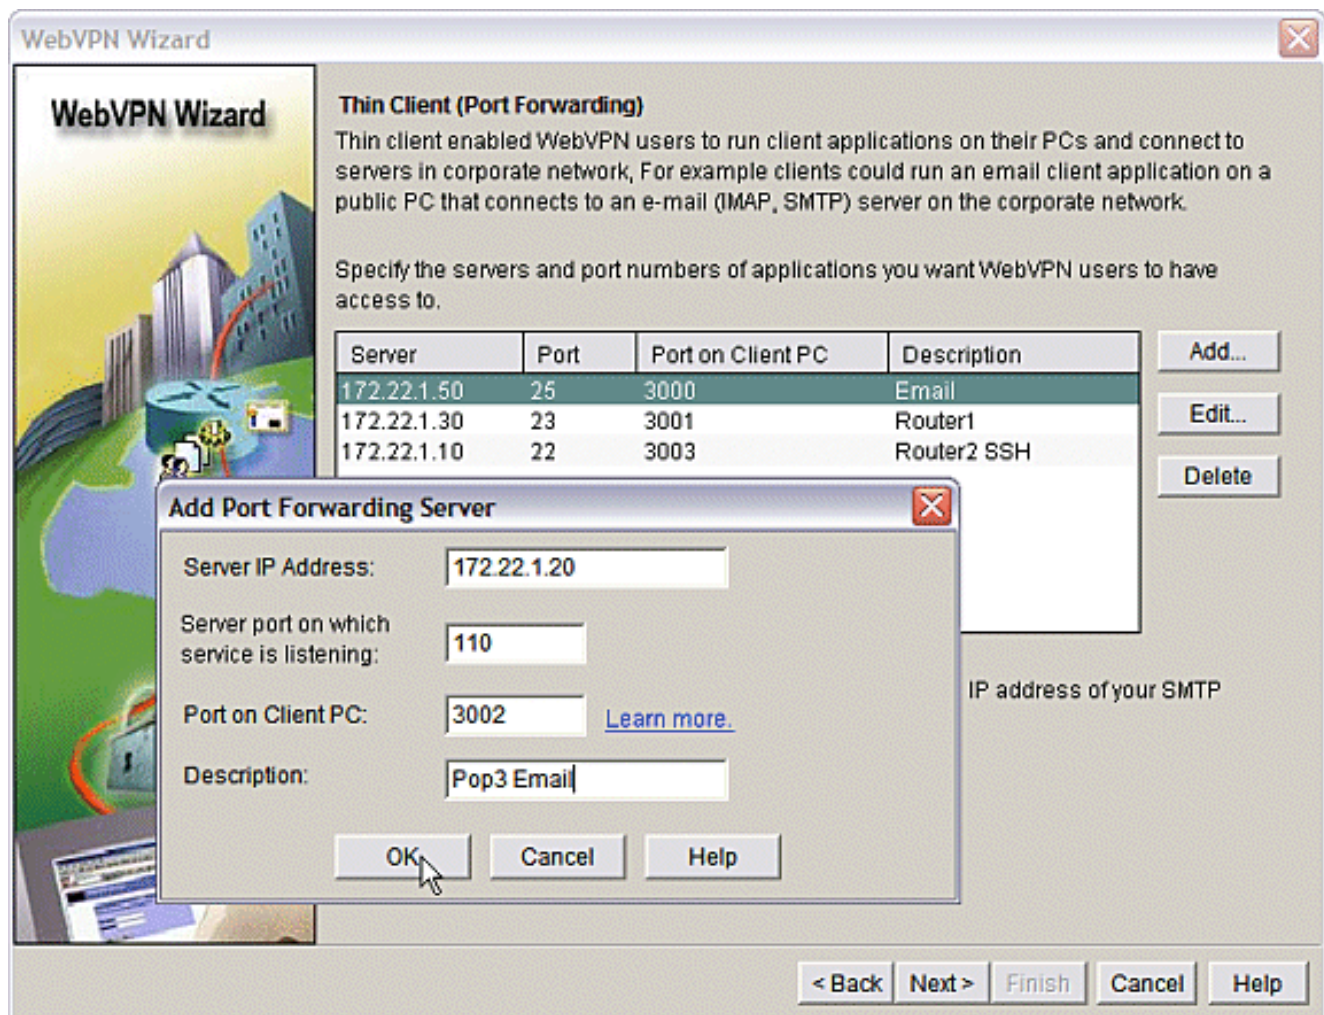 WebVPN Wizard
WebVPN Wizard
Thin Client (Port Forwarding)
Thin client enabled WebVPN users to run client applications on their PCs and connect to
servers in corporate network, For example clients could run an email client application on a
public PC that connects to an e-mail (IMAP, SMTP) server on the corporate network.
Specify the servers and port numbers of applications you want WebVPN users to have
access to.
Server Port Port on Client PC Description
172.22.1.50 25 3000 Email
172.22.1.30 23 3001 Router1
172.22.1.10 22 3003 Router2 SSH
Add...
Edit...
Delete
Add Port Forwarding Server
Server IP Address: 172.22.1.20
Server port on which
service is listening: 110
Port on Client PC: 3002 Learn more.
Description: Pop3 Email
OK Cancel Help
IP address of your SMTP
< Back Next > Finish Cancel Help